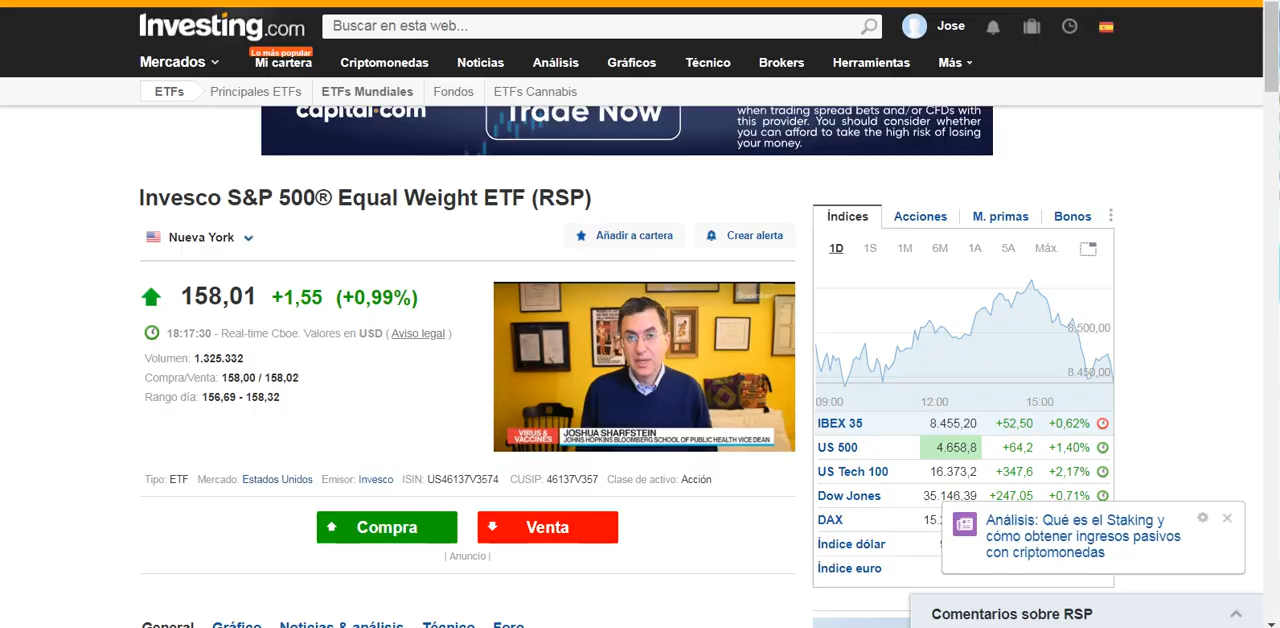 Investing.com
Buscar en esta web...
Jose
Mercados
Lo más popular
Mi cartera
Criptomonedas
Noticias
Análisis
Gráficos
Técnico
Brokers
Herramientas
Más
ETFs
Principales ETFs
ETFs Mundiales
Fondos
ETFs Cannabis
capital.com
Trade Now
when trading spread bets and/or CFDs with
this provider. You should consider whether
you can afford to take the high risk of losing
your money.
Invesco S&P 500® Equal Weight ETF (RSP)
Nueva York
Añadir a cartera
Crear alerta
158,01 +1,55 (+0,99%)
18:17:30 - Real-time Cboe. Valores en USD ( Aviso legal )
Volumen: 1.325.332
Compra/Venta: 158,00 / 158,02
Rango día: 156,69 - 158,32
VIRUS & VACCINES
JOSHUA SHARFSTEIN
JOHNS HOPKINS BLOOMBERG SCHOOL OF PUBLIC HEALTH VICE DEAN
Tipo: ETF Mercado: Estados Unidos Emisor: Invesco ISIN: US46137V3574 CUSIP: 46137V357 Clase de activo: Acción
Compra
Venta
| Anuncio |
General Gráfico Noticias & análisis Técnico Foro
Índices Acciones M. primas Bonos
1D 1S 1M 6M 1A 5A Máx.
8.500,00
8.450,00
09:00 12:00 15:00
IBEX 35 8.455,20 +52,50 +0,62%
US 500 4.658,8 +64,2 +1,40%
US Tech 100 16.373,2 +347,6 +2,17%
Dow Jones 35.146,39 +247,05 +0,71%
DAX
Índice dólar
Índice euro
Análisis: Qué es el Staking y
cómo obtener ingresos pasivos
con criptomonedas
Comentarios sobre RSP